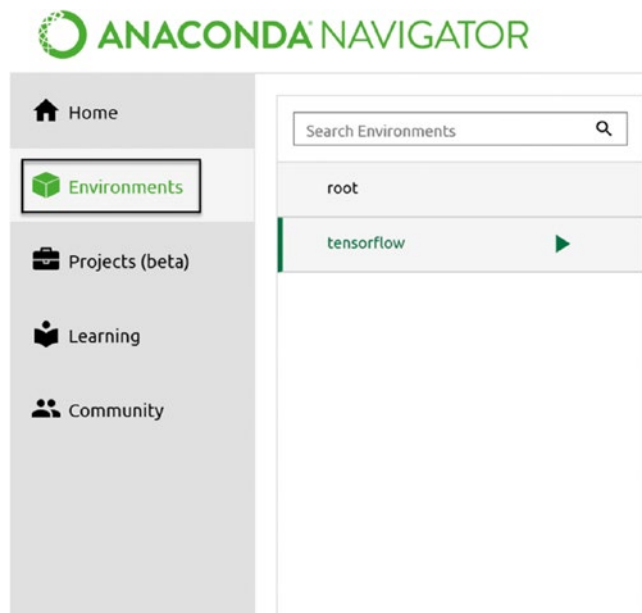 ANACONDA NAVIGATOR
Home
Search Environments
Environments
root
tensorflow
Projects (beta)
Learning
Community